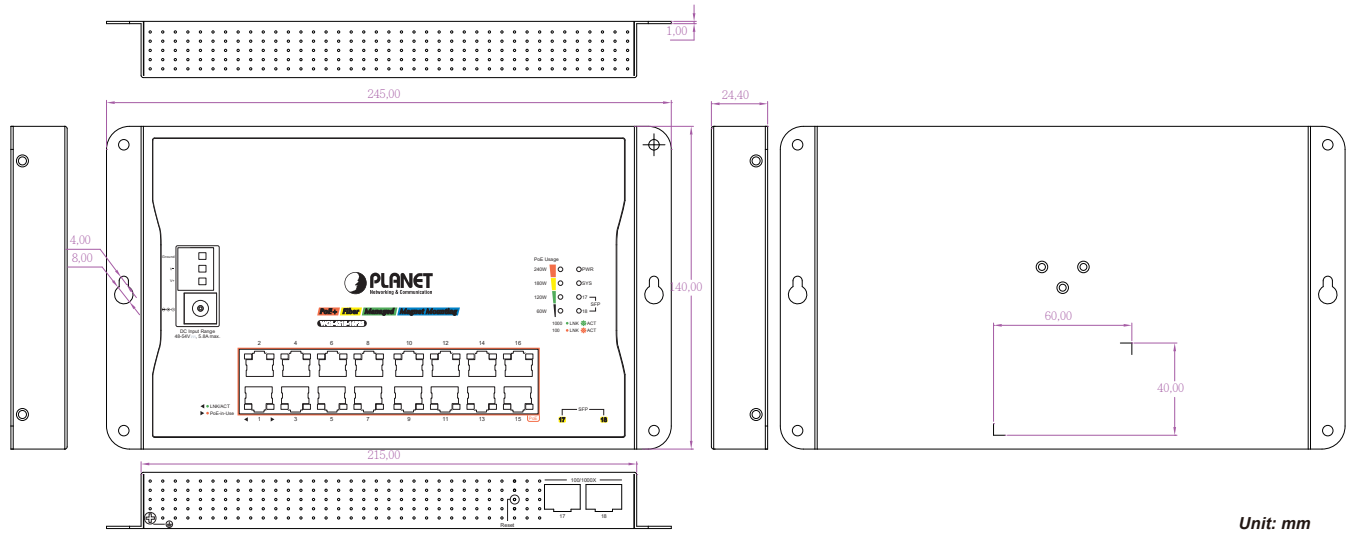 1,00
245,00
24,40
4,00
8,00
140,00
Ground
V-
V+
DC Input Range
48-54V⎓, 5.8A max.
PLANET
Networking & Communication
PoE+ Fiber Managed Magnet Mounting
PoE Usage
240W PWR
180W SYS
120W 17
60W 18
SFP
1000 LNK ACT
100 LNK ACT
2 4 6 8 10 12 14 16
LNK/ACT
PoE-in-Use
1 3 5 7 9 11 13 15
SFP
17 18
60,00
40,00
215,00
100/1000X
17 18
Reset
Unit: mm